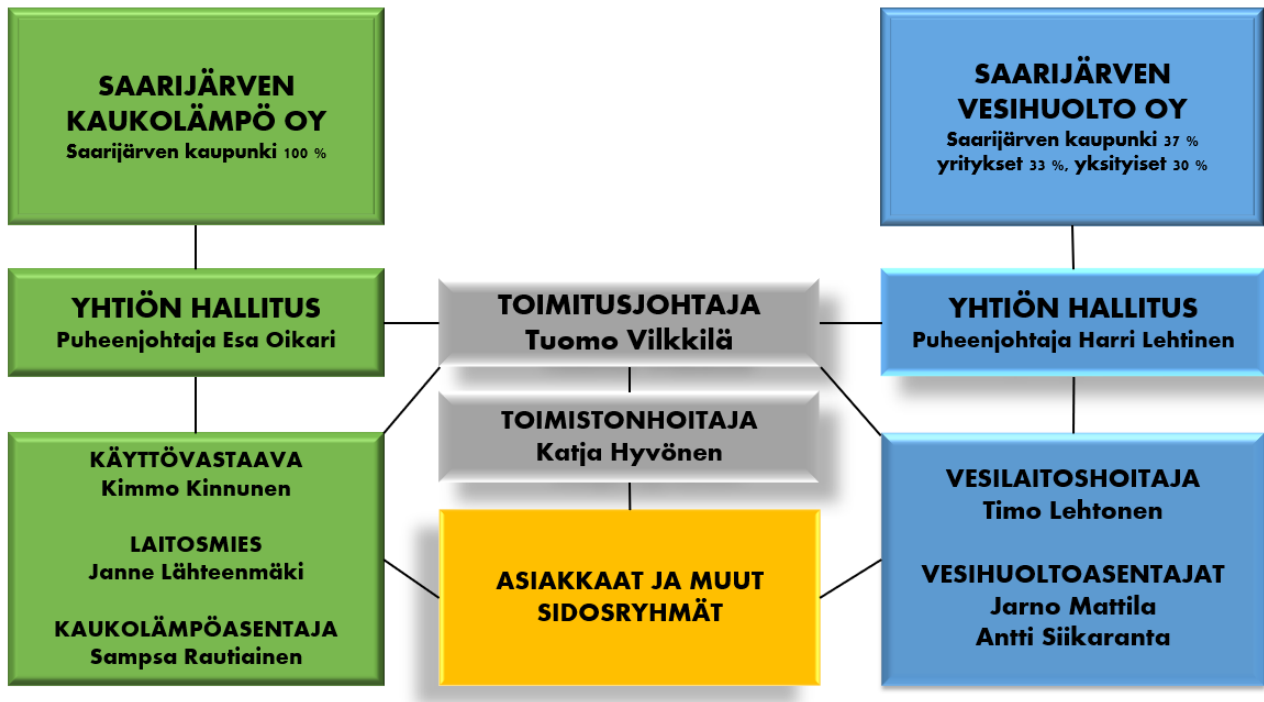 SAARIJÄRVEN
KAUKOLÄMPÖ OY
Saarijärven kaupunki 100 %
SAARIJÄRVEN
VESIHUOLTO OY
Saarijärven kaupunki 37 %
yritykset 33 %, yksityiset 30 %
YHTIÖN HALLITUS
Puheenjohtaja Esa Oikari
TOIMITUSJOHTAJA
Tuomo Vilkkilä
YHTIÖN HALLITUS
Puheenjohtaja Harri Lehtinen
TOIMISTONHOITAJA
Katja Hyvönen
KÄYTTÖVASTAAVA
Kimmo Kinnunen
LAITOSMIES
Janne Lähteenmäki
KAUKOLÄMPÖASENTAJA
Sampsa Rautiainen
ASIAKKAAT JA MUUT
SIDOSRYHMÄT
VESILAITOSHOITAJA
Timo Lehtonen
VESIHUOLTOASENTAJAT
Jarno Mattila
Antti Siikaranta